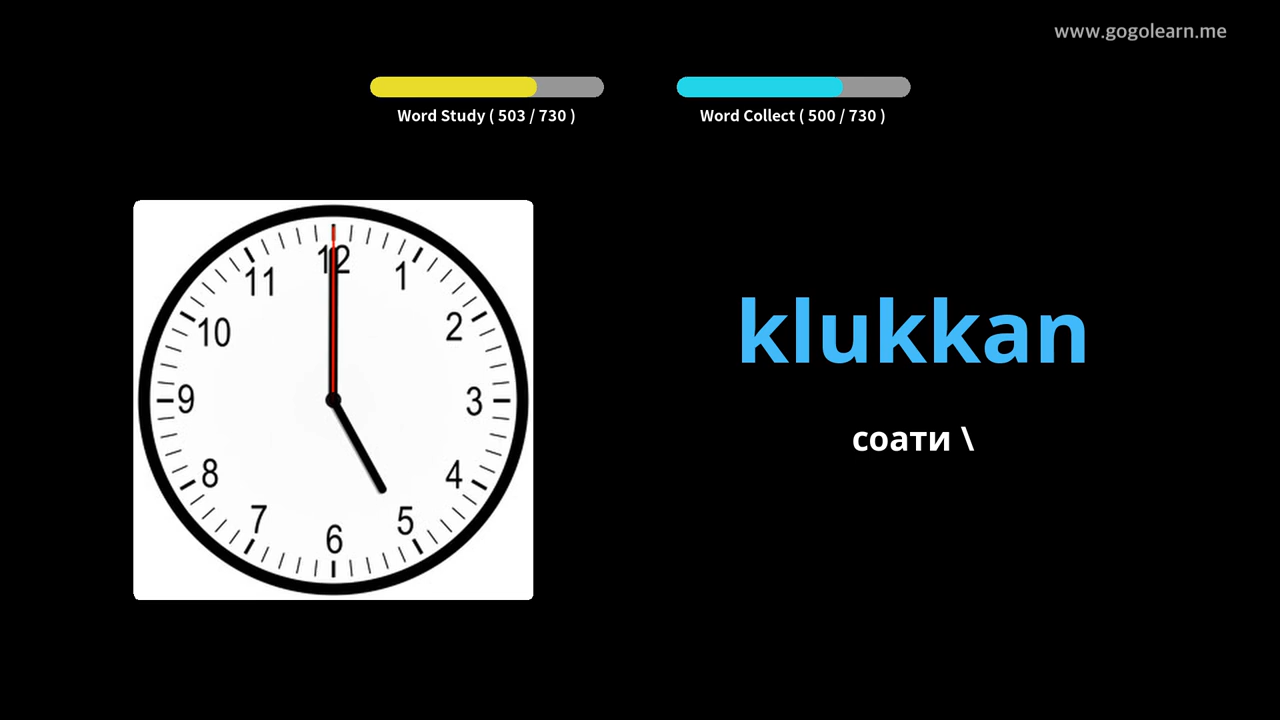 www.gogolearn.me
Word Study ( 503 / 730 )
Word Collect ( 500 / 730 )
12
11
1
10
2
9
3
8
4
7
5
6
klukkan
соати \